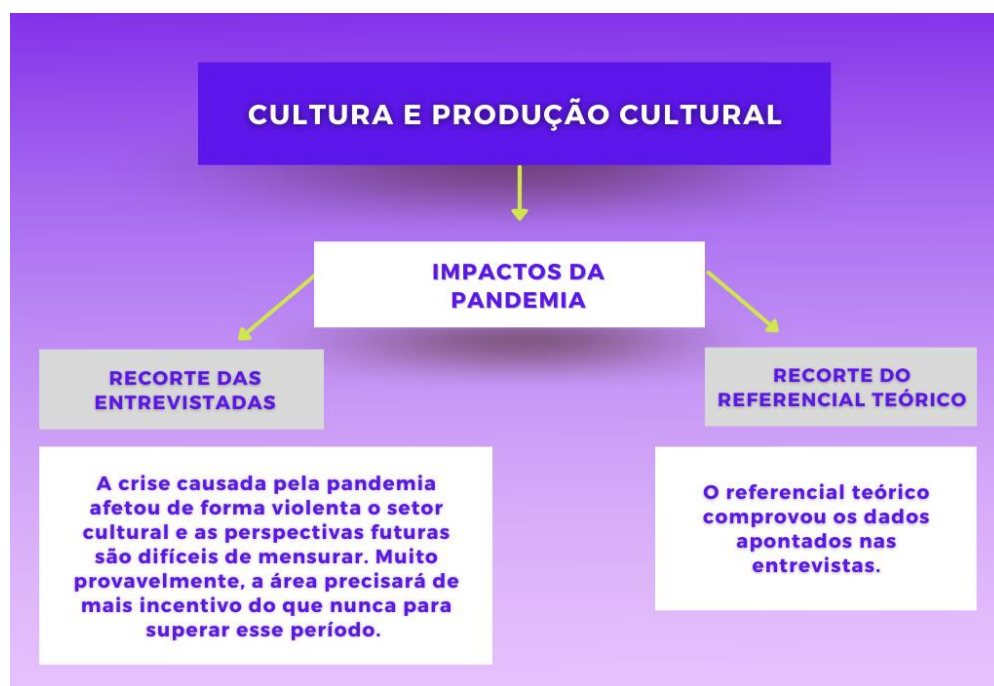 CULTURA E PRODUÇÃO CULTURAL
IMPACTOS DA
PANDEMIA
RECORTE DAS
ENTREVISTADAS
A crise causada pela pandemia
afetou de forma violenta o setor
cultural e as perspectivas futuras
são difíceis de mensurar. Muito
provavelmente, a área precisará de
mais incentivo do que nunca para
superar esse período.
RECORTE DO
REFERENCIAL TEÓRICO
O referencial teórico
comprovou os dados
apontados nas
entrevistas.